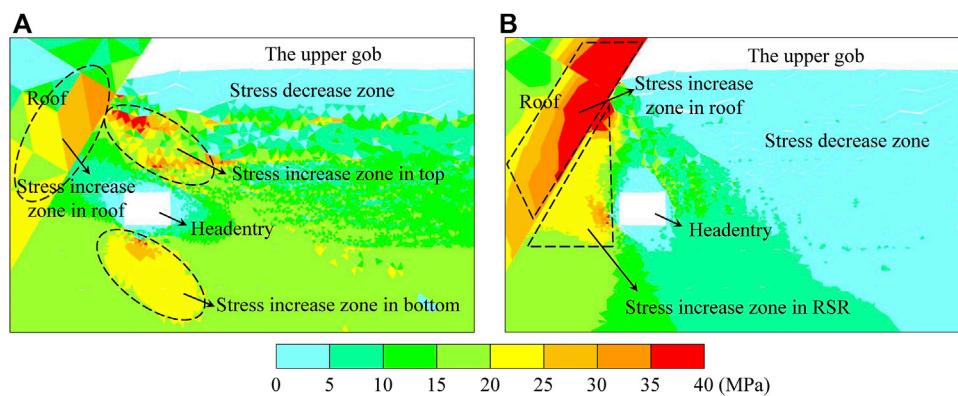 A
The upper gob
Stress decrease zone
Roof
Stress increase zone in top
Stress increase
zone in roof
Headentry
Stress increase zone in bottom
B
The upper gob
Stress increase
zone in roof
Roof
Stress decrease zone
Headentry
Stress increase zone in RSR
0 5 10 15 20 25 30 35 40 (MPa)